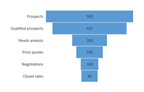 Prospects 500
Qualified prospects 425
Needs analysis 200
Price quotes 150
Negotiations 100
Closed sales 90